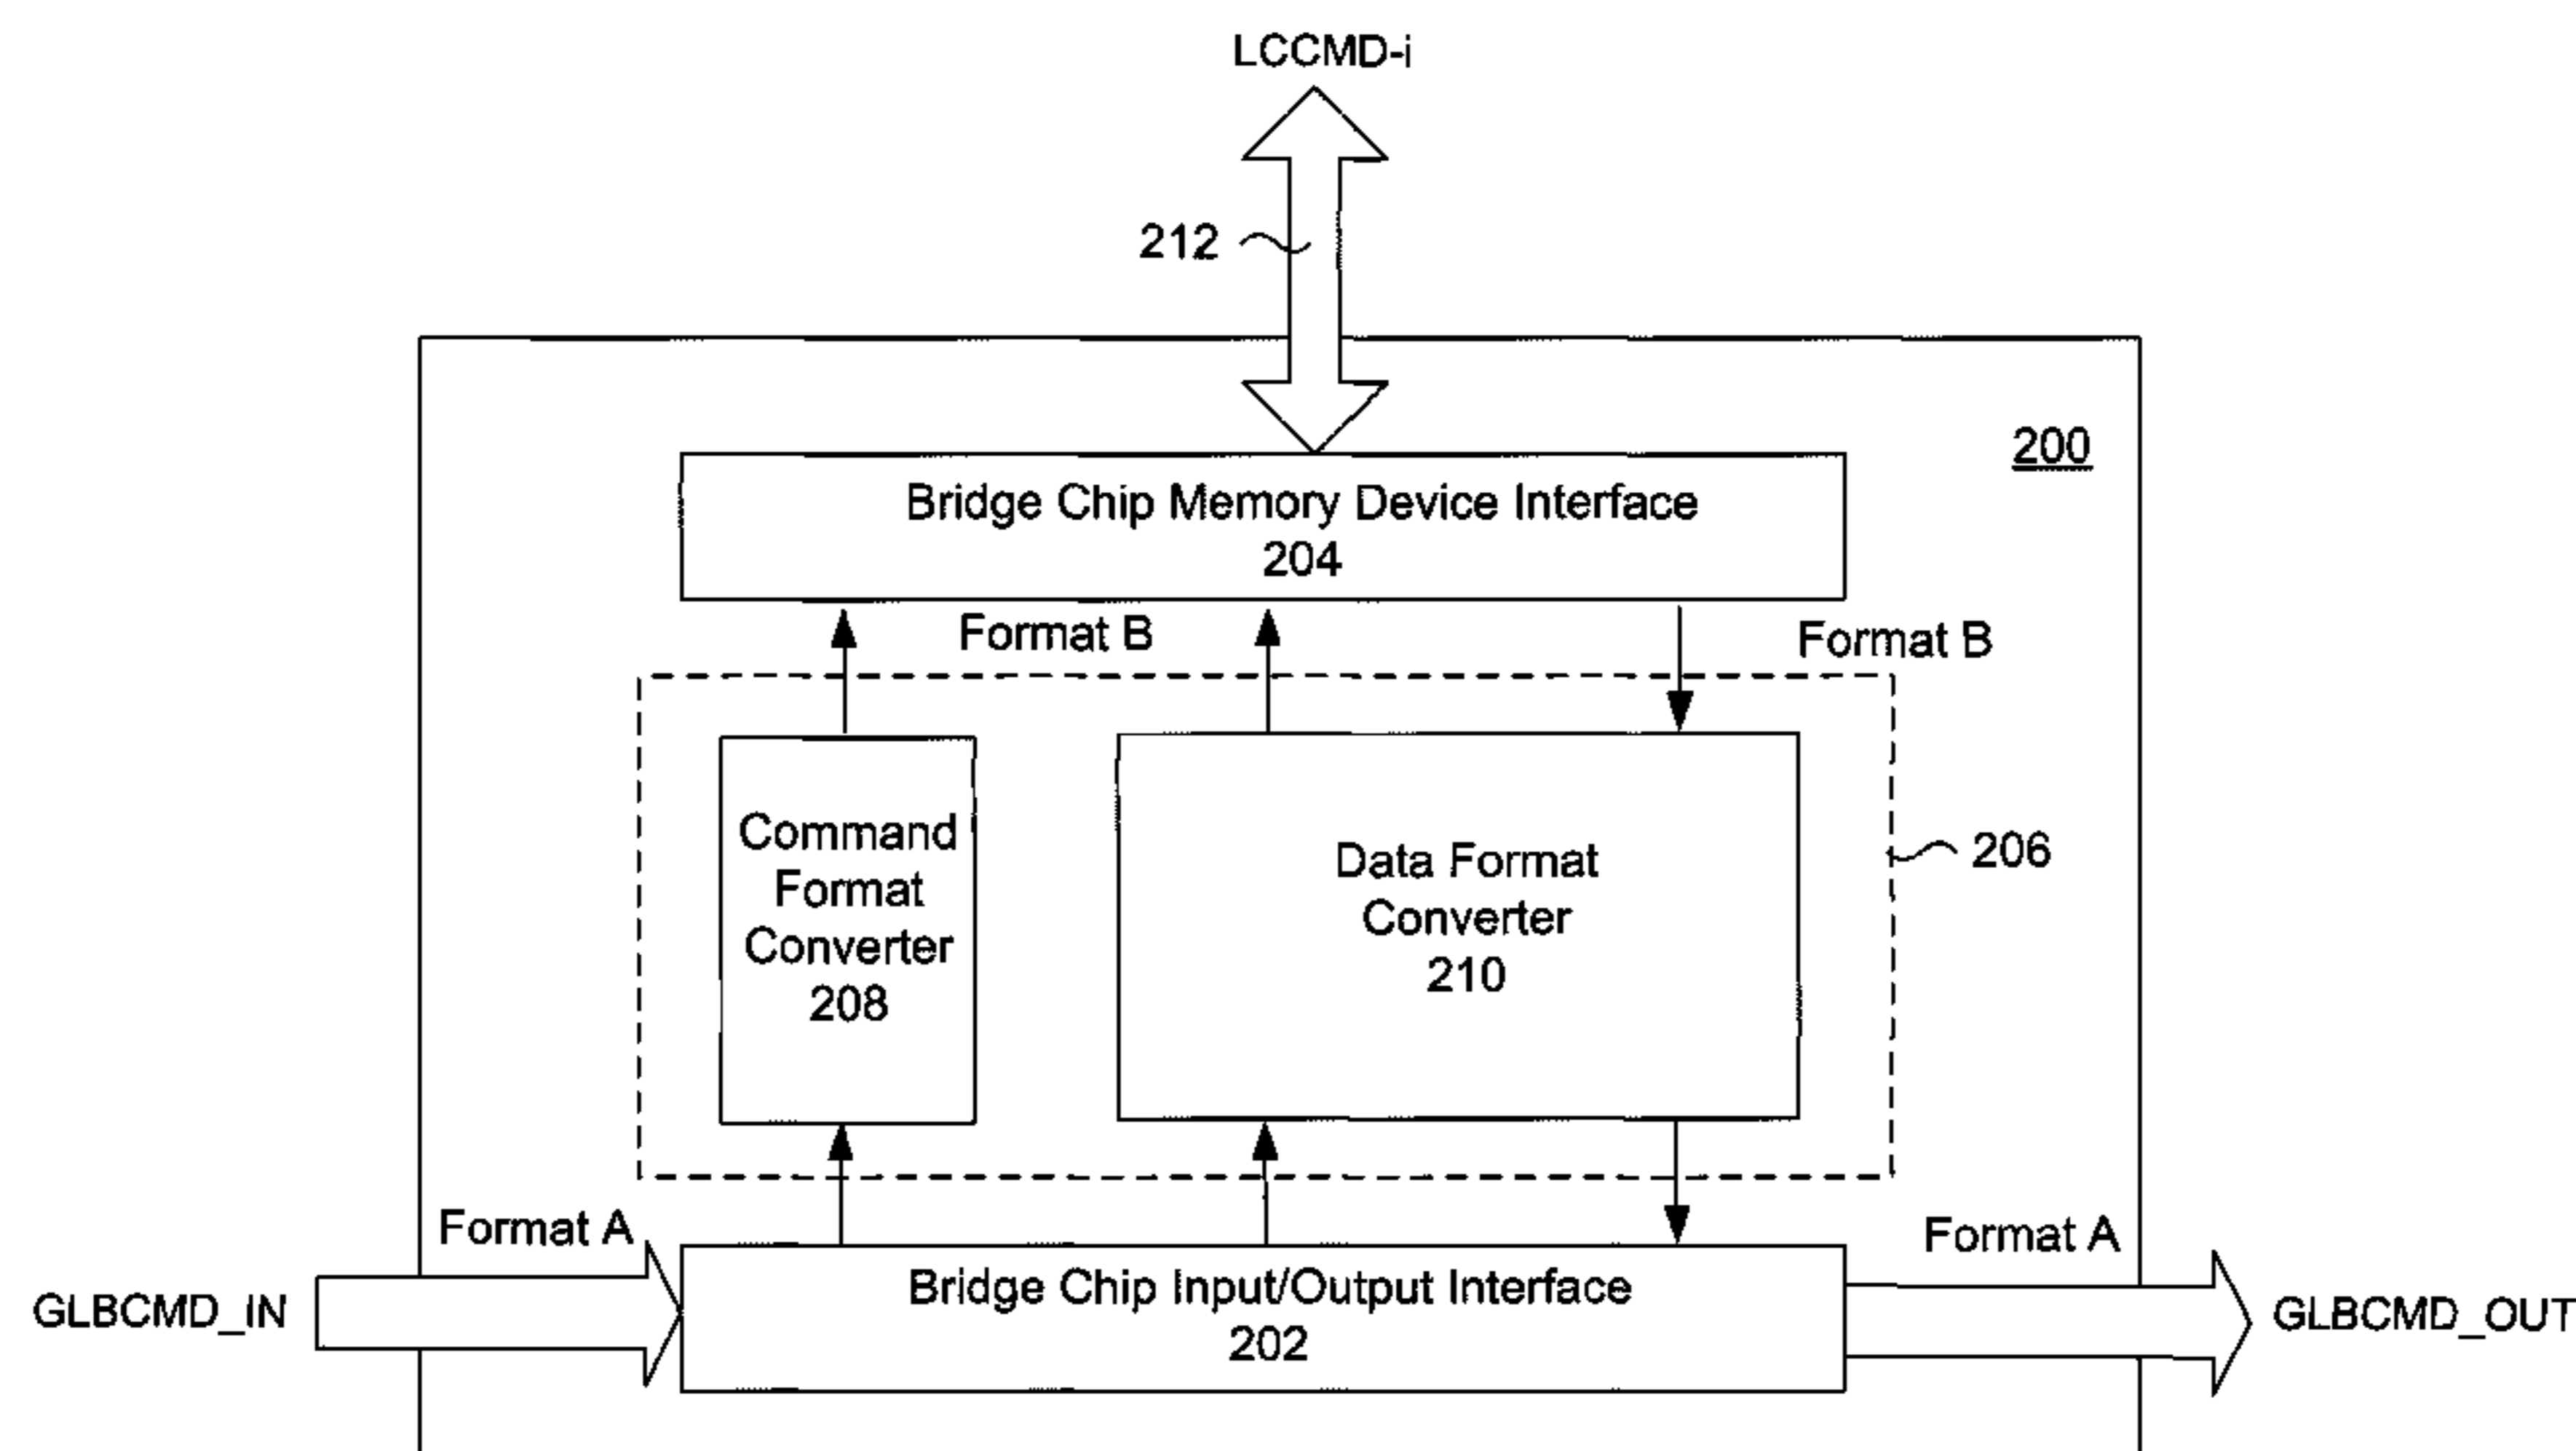 LCCMD-i
212
200
Bridge Chip Memory Device Interface
204
Format B
Format B
Command
Format
Converter
208
Data Format
Converter
210
206
Format A
Format A
GLBCMD_IN
Bridge Chip Input/Output Interface
202
GLBCMD_OUT